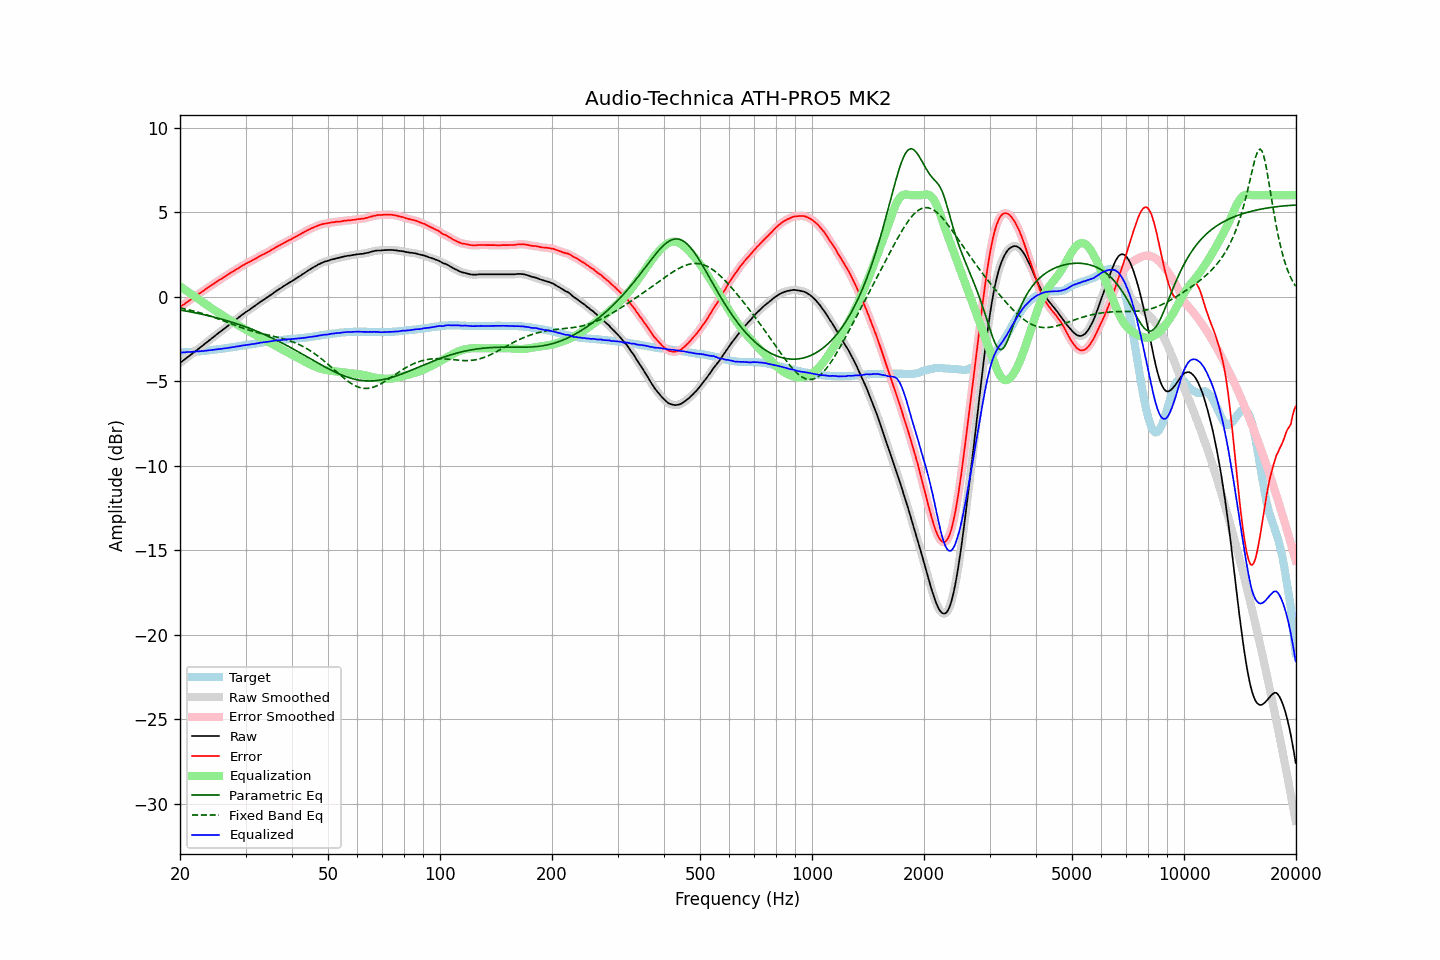 Audio-Technica ATH-PRO5 MK2
Amplitude (dBr)
10
5
0
−5
−10
−15
−20
−25
−30
Target
Raw Smoothed
Error Smoothed
Raw
Error
Equalization
Parametric Eq
Fixed Band Eq
Equalized
20
50
100
200
500
1000
2000
5000
10000
20000
Frequency (Hz)